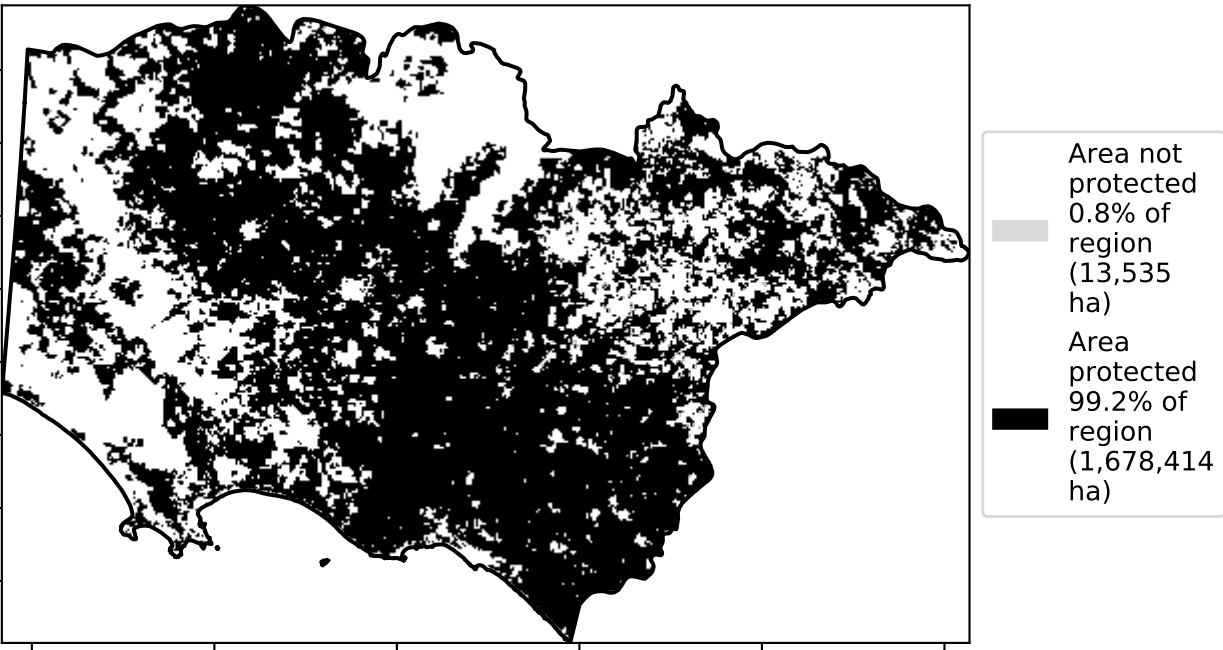 Area not
protected
0.8% of
region
(13,535
ha)
Area
protected
99.2% of
region
(1,678,414
ha)